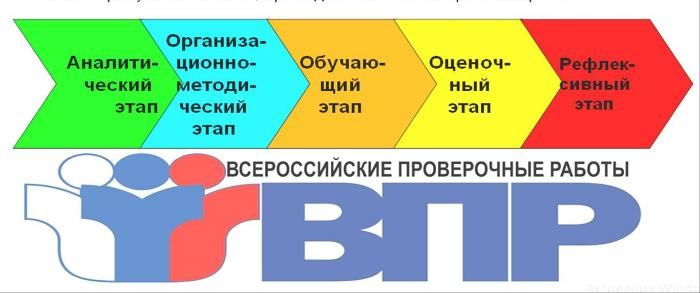 Аналити-
ческий
этап
Организа-
ционно-
методи-
ческий
этап
Обучаю-
щий
этап
Оценоч-
ный
этап
Рефлек-
сивный
этап
ВСЕРОССИЙСКИЕ ПРОВЕРОЧНЫЕ РАБОТЫ
ВПР